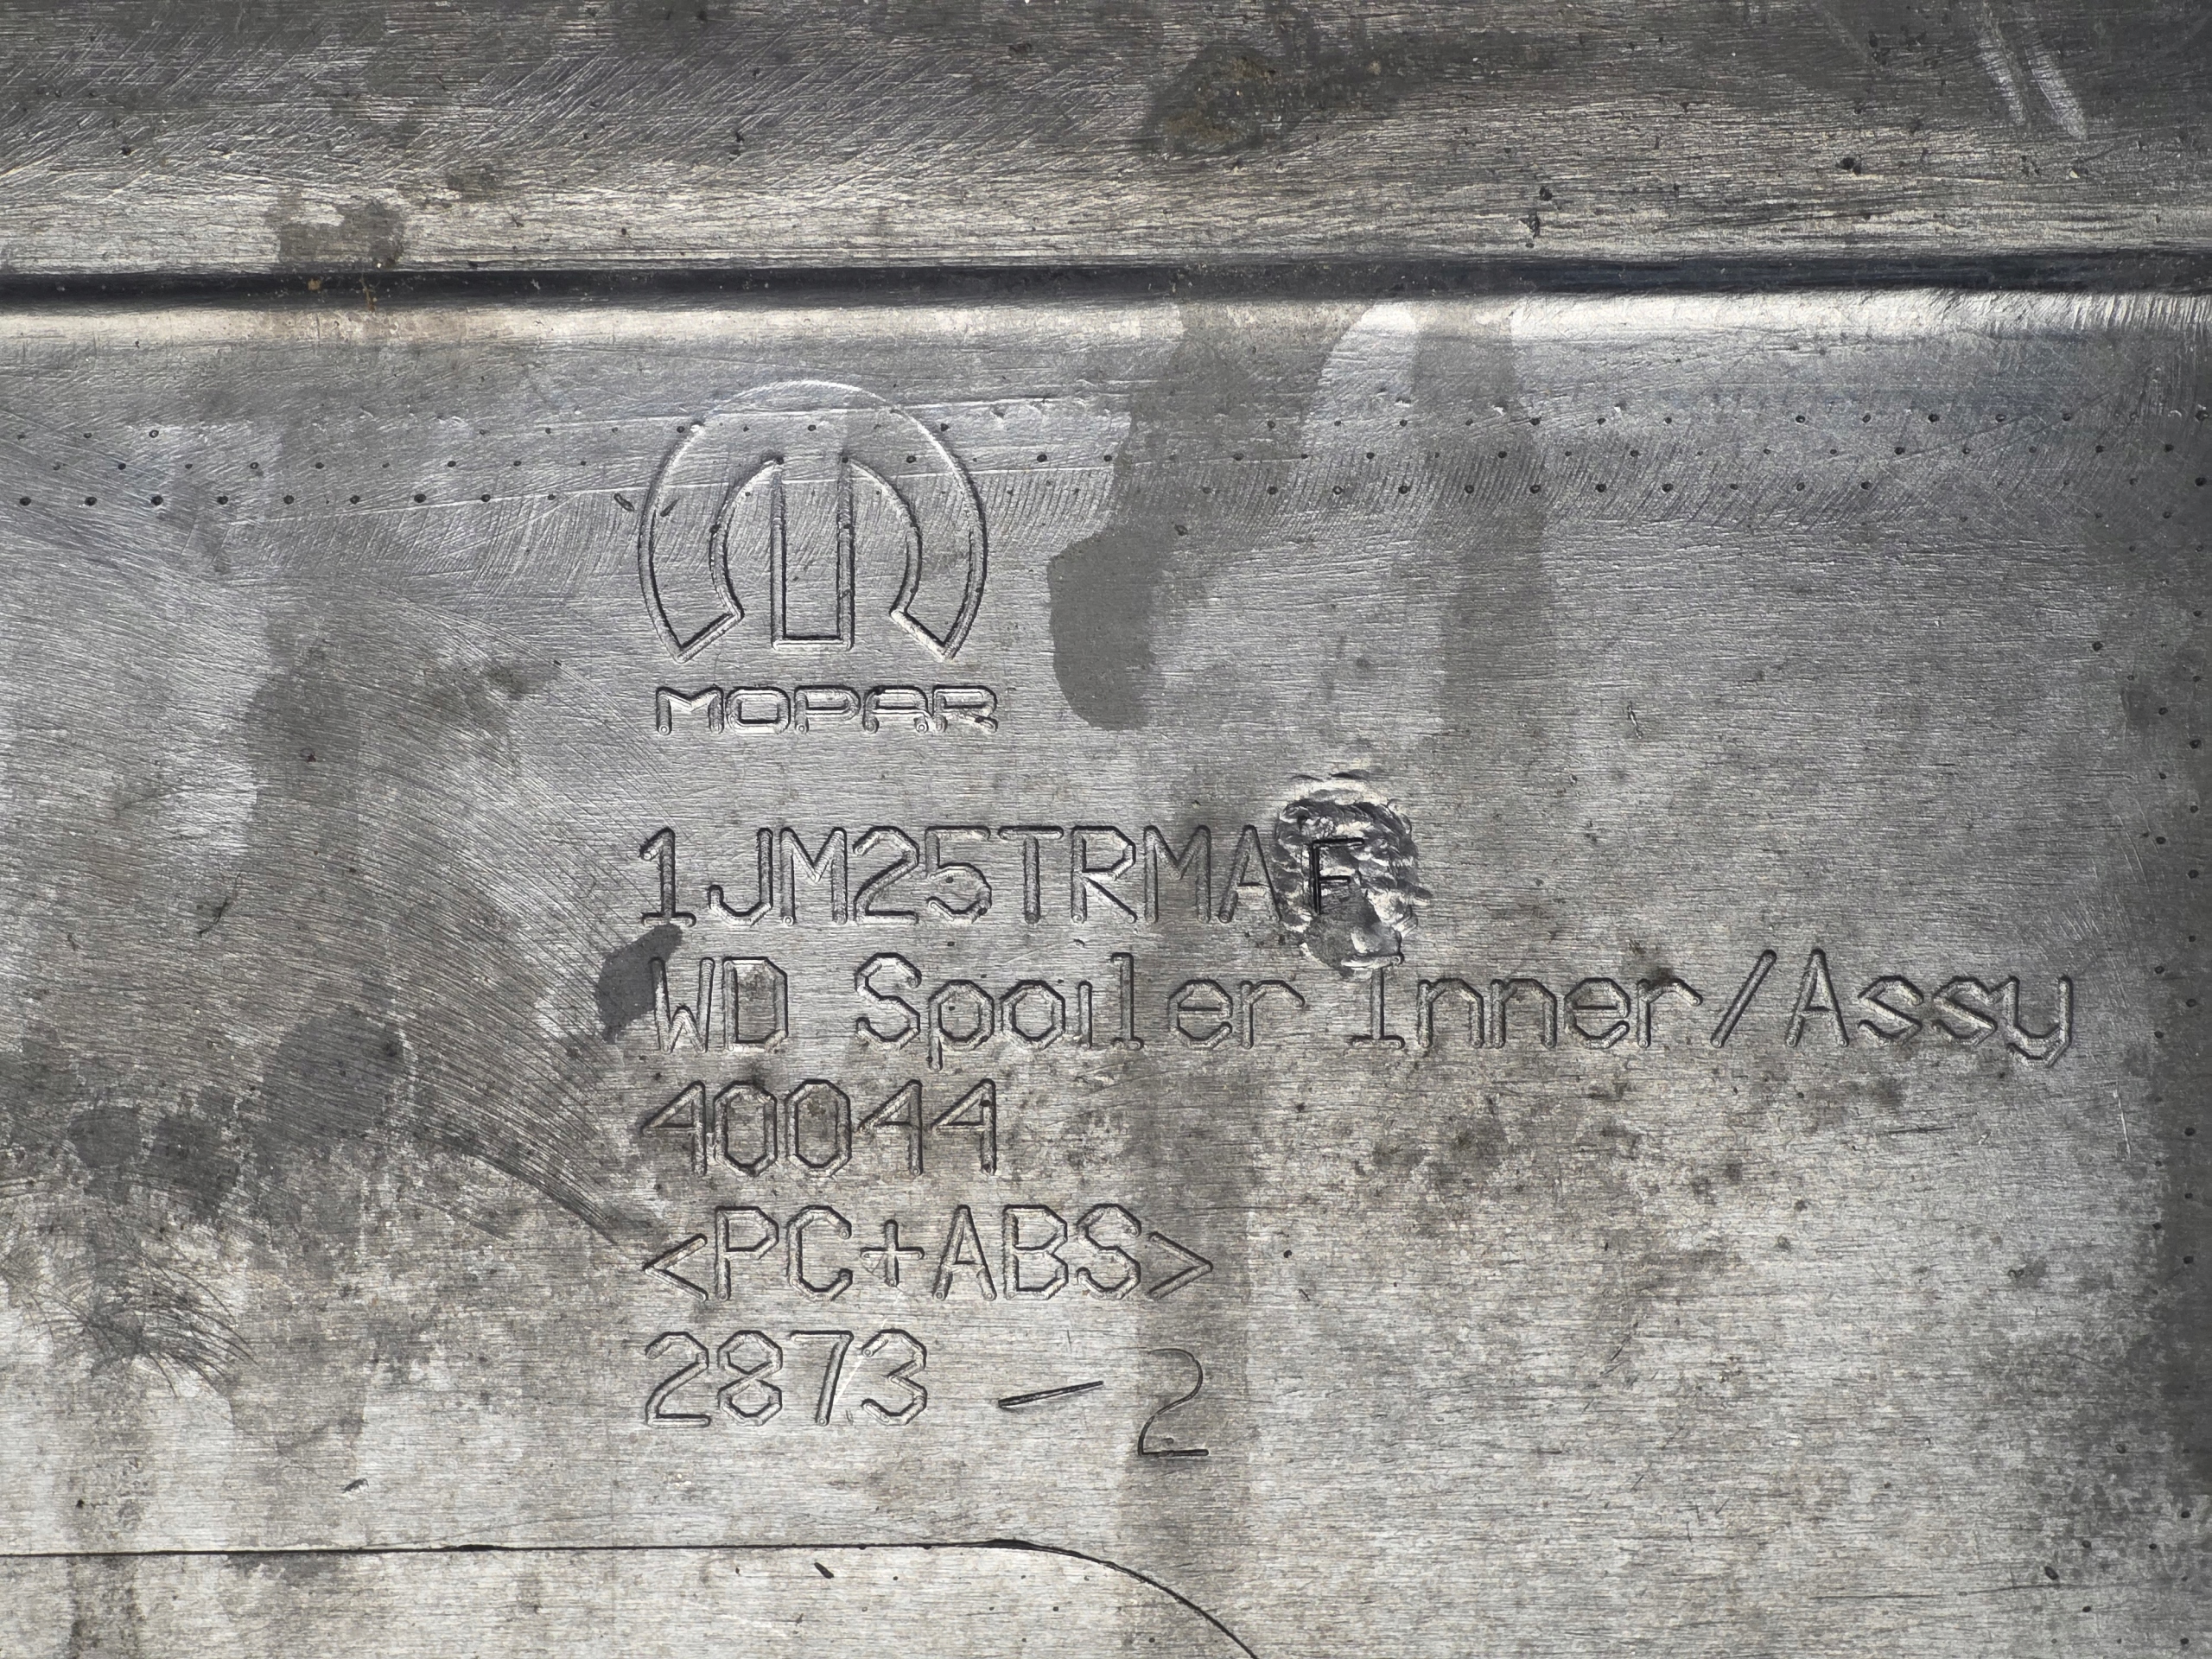 MOPAR
1JM25TRMAF
WD Spoiler Inner/Assy
40044
<PC+ABS>
2873 - 2